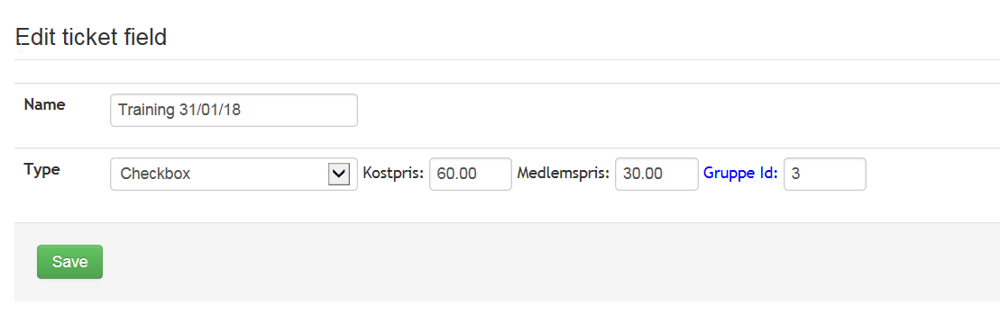 Edit ticket field
Name Training 31/01/18
Type Checkbox Kostpris: 60.00 Medlemspris: 30.00 Gruppe Id: 3
Save